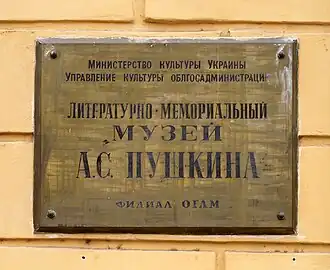 Министерство культуры Украины
Управление культуры облгосадминистрации
Литературно-мемориальный
музей
А.С. Пушкина
филиал ОГЛМ